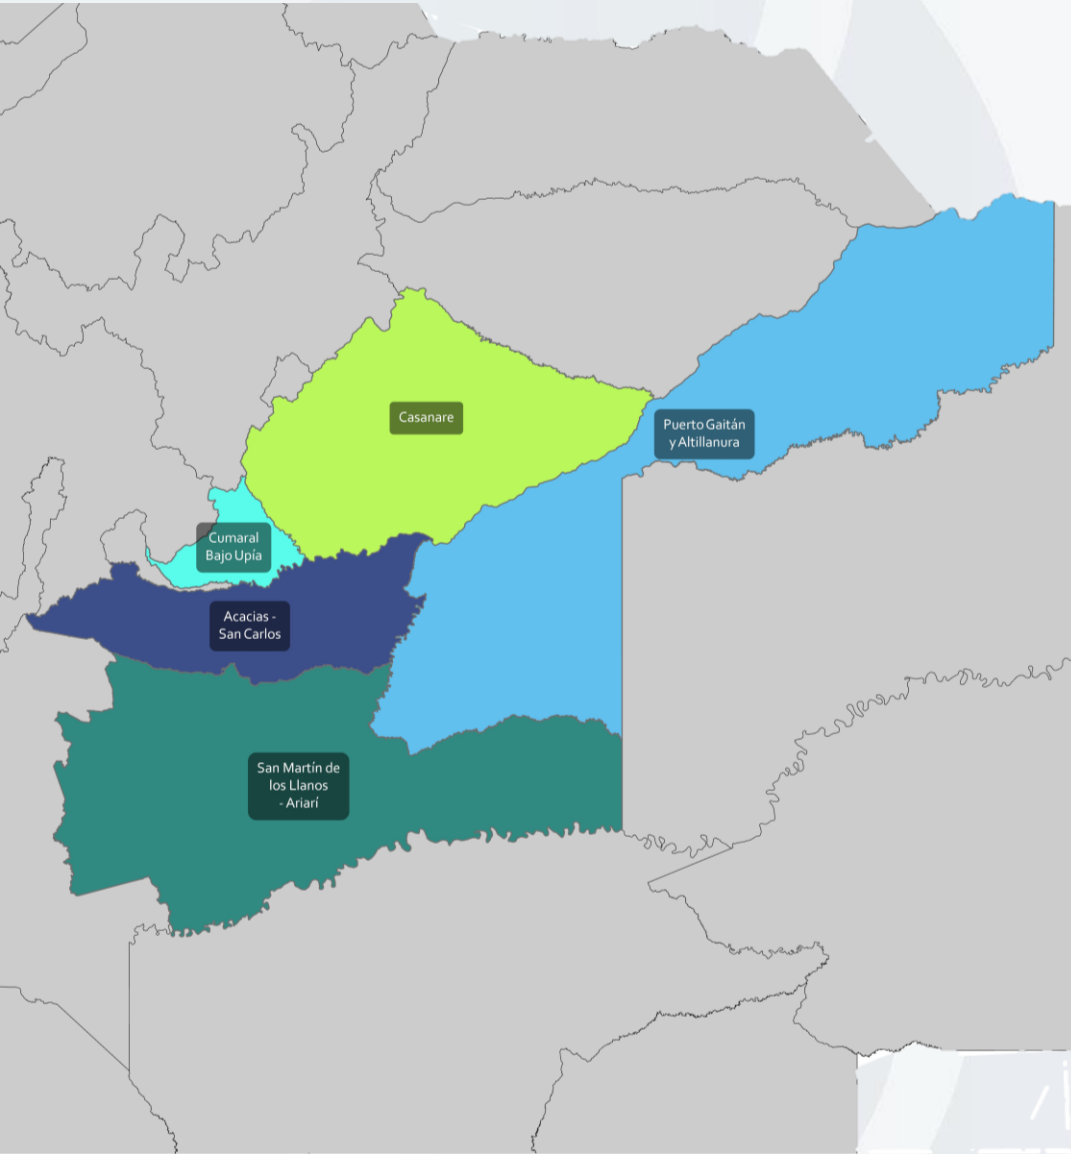 Casanare
Puerto Gaitán
y Altillanura
Cumaral
Bajo Upía
Acacias -
San Carlos
San Martín de
los Llanos
- Ariarí